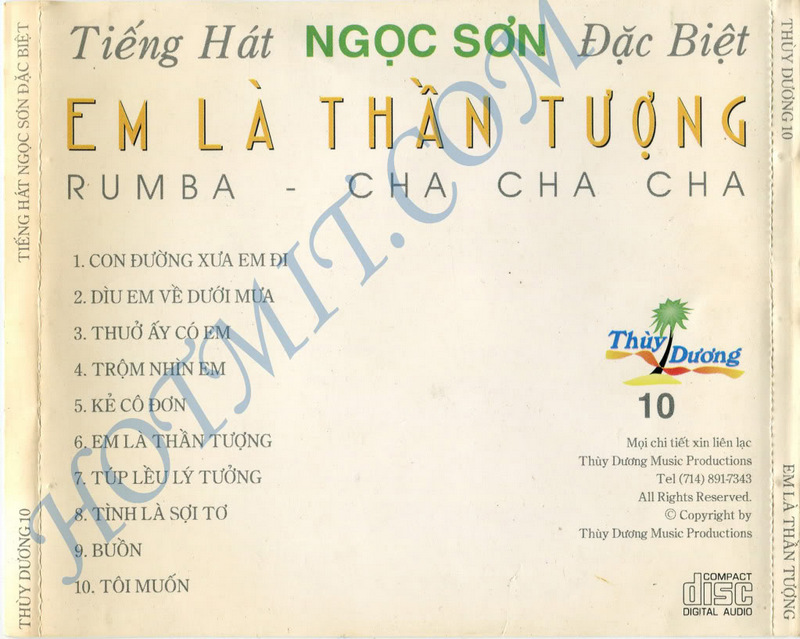 Tiếng Hát NGỌC SƠN Đặc Biệt
EM LÀ THẦN TƯỢNG
RUMBA - CHA CHA CHA
1. CON ĐƯỜNG XƯA EM ĐI
2. DÌU EM VỀ DƯỚI MƯA
3. THUỞ ẤY CÓ EM
4. TRỘM NHÌN EM
5. KẺ CÔ ĐƠN
6. EM LÀ THẦN TƯỢNG
7. TÚP LỀU LÝ TƯỞNG
8. TÌNH LÀ SỢI TƠ
9. BUỒN
10. TÔI MUỐN
Thùy Dương
10
Mọi chi tiết xin liên lạc
Thùy Dương Music Productions
Tel (714) 891-7343
All Rights Reserved.
© Copyright by
Thùy Dương Music Productions
COMPACT
disc
DIGITAL AUDIO
TIẾNG HÁT NGỌC SƠN ĐẶC BIỆT
THÙY DƯƠNG 10
THÙY DƯƠNG 10
EM LÀ THẦN TƯỢNG
HOTMIT.COM